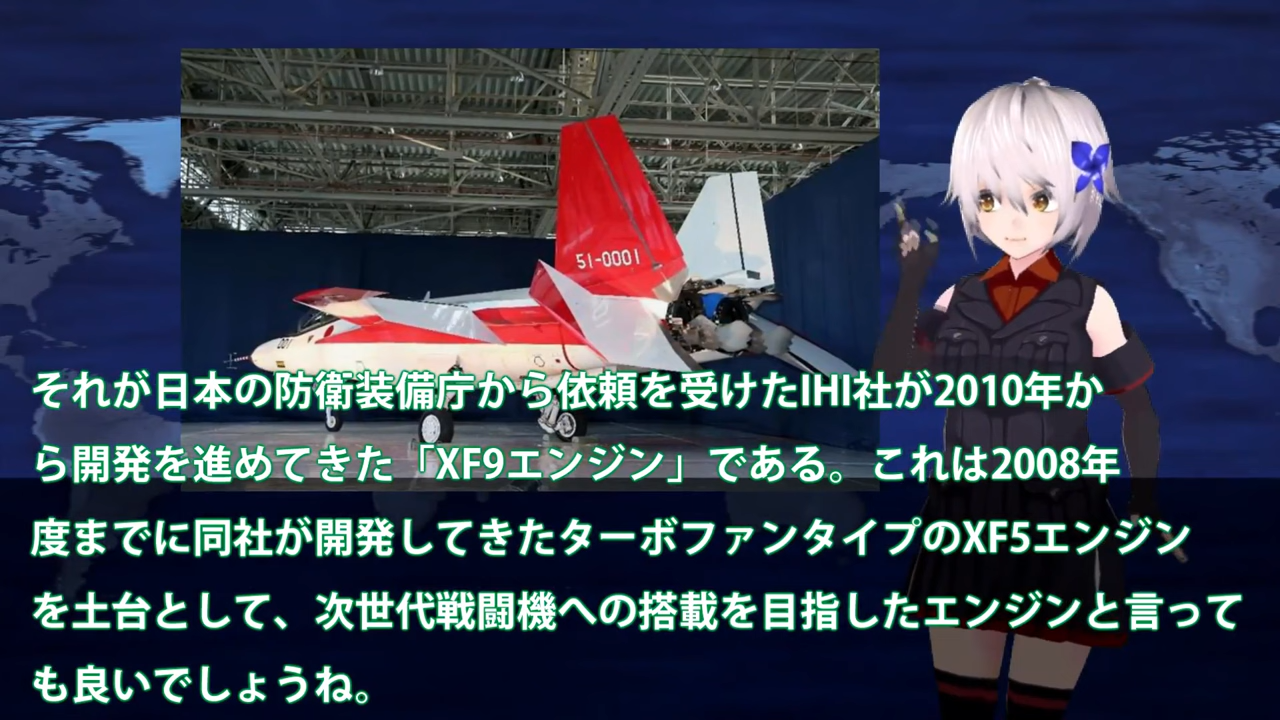 51-0001
001
それが日本の防衛装備庁から依頼を受けたIHI社が2010年か
ら開発を進めてきた「XF9エンジン」である。これは2008年
度までに同社が開発してきたターボファンタイプのXF5エンジン
を土台として、次世代戦闘機への搭載を目指したエンジンと言って
も良いでしょうね。